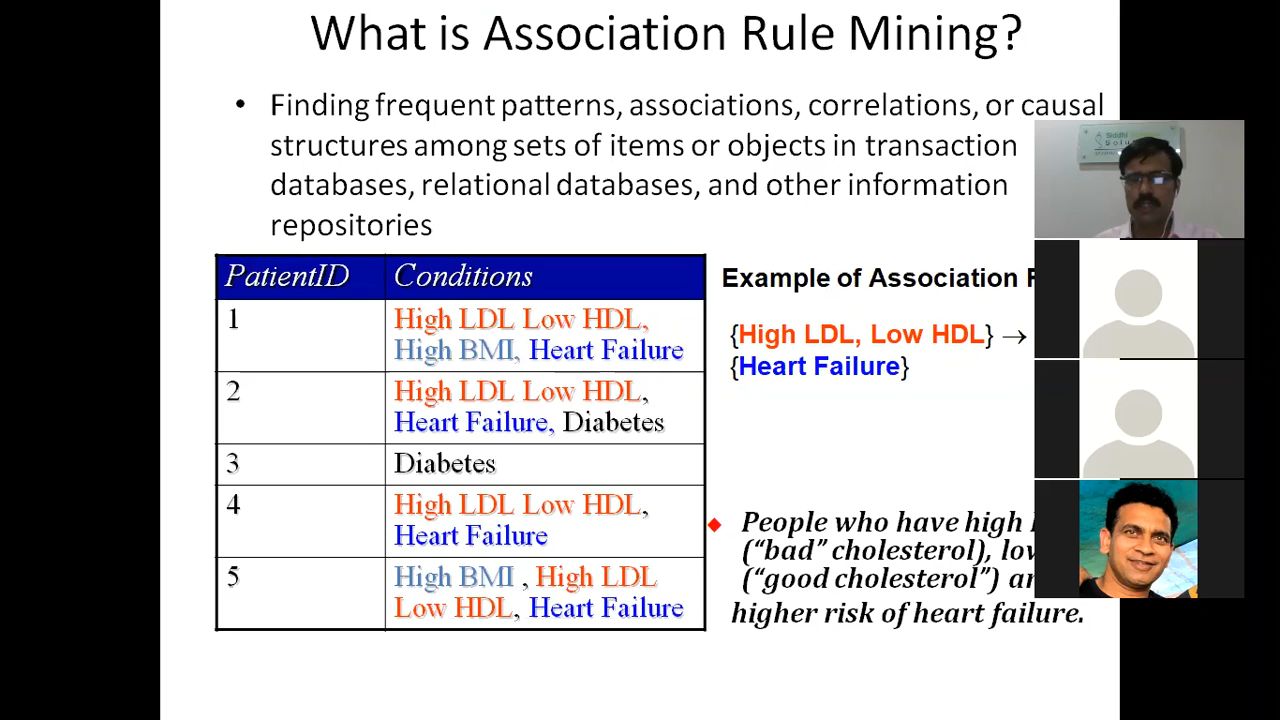 What is Association Rule Mining?
• Finding frequent patterns, associations, correlations, or causal
structures among sets of items or objects in transaction
databases, relational databases, and other information
repositories
PatientID Conditions
1 High LDL Low HDL,
High BMI, Heart Failure
2 High LDL Low HDL,
Heart Failure, Diabetes
3 Diabetes
4 High LDL Low HDL,
Heart Failure
5 High BMI , High LDL
Low HDL, Heart Failure
Example of Association
{High LDL, Low HDL} →
{Heart Failure}
People who have high
("bad" cholesterol),
("good cholesterol")
higher risk of heart failure.
Siddhi